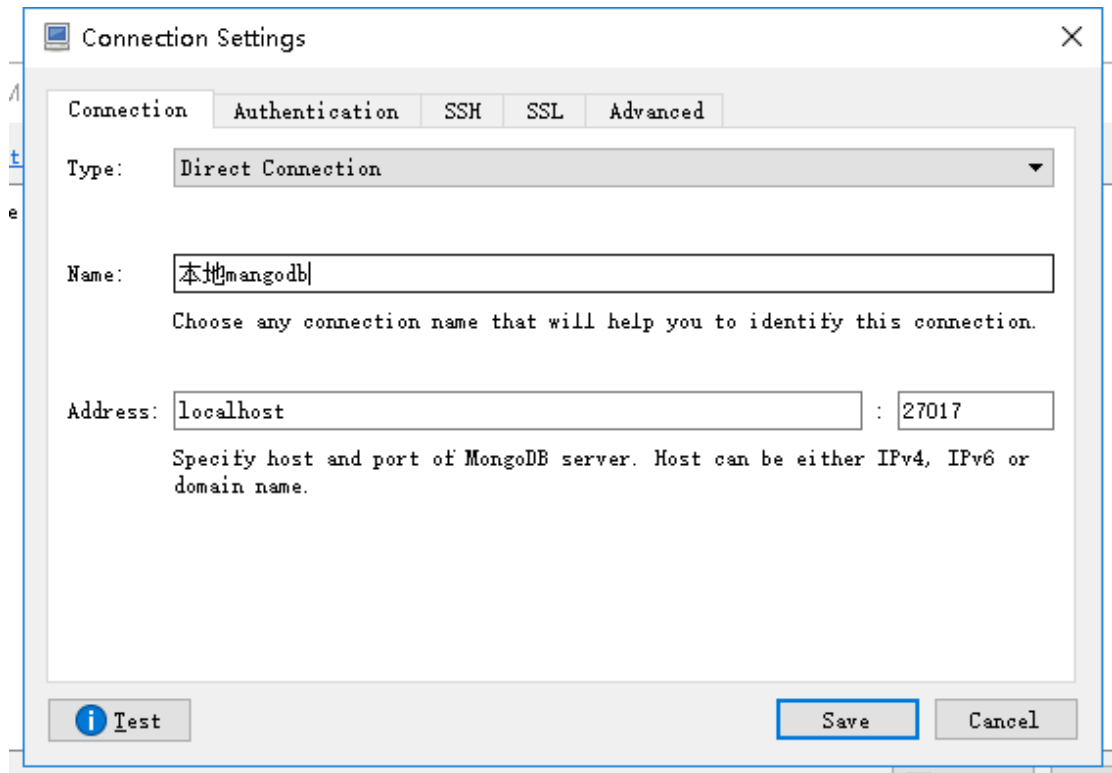 Connection Settings
Connection Authentication SSH SSL Advanced
Type: Direct Connection
Name: 本地mangodb
Choose any connection name that will help you to identify this connection.
Address: localhost : 27017
Specify host and port of MongoDB server. Host can be either IPv4, IPv6 or
domain name.
Test Save Cancel